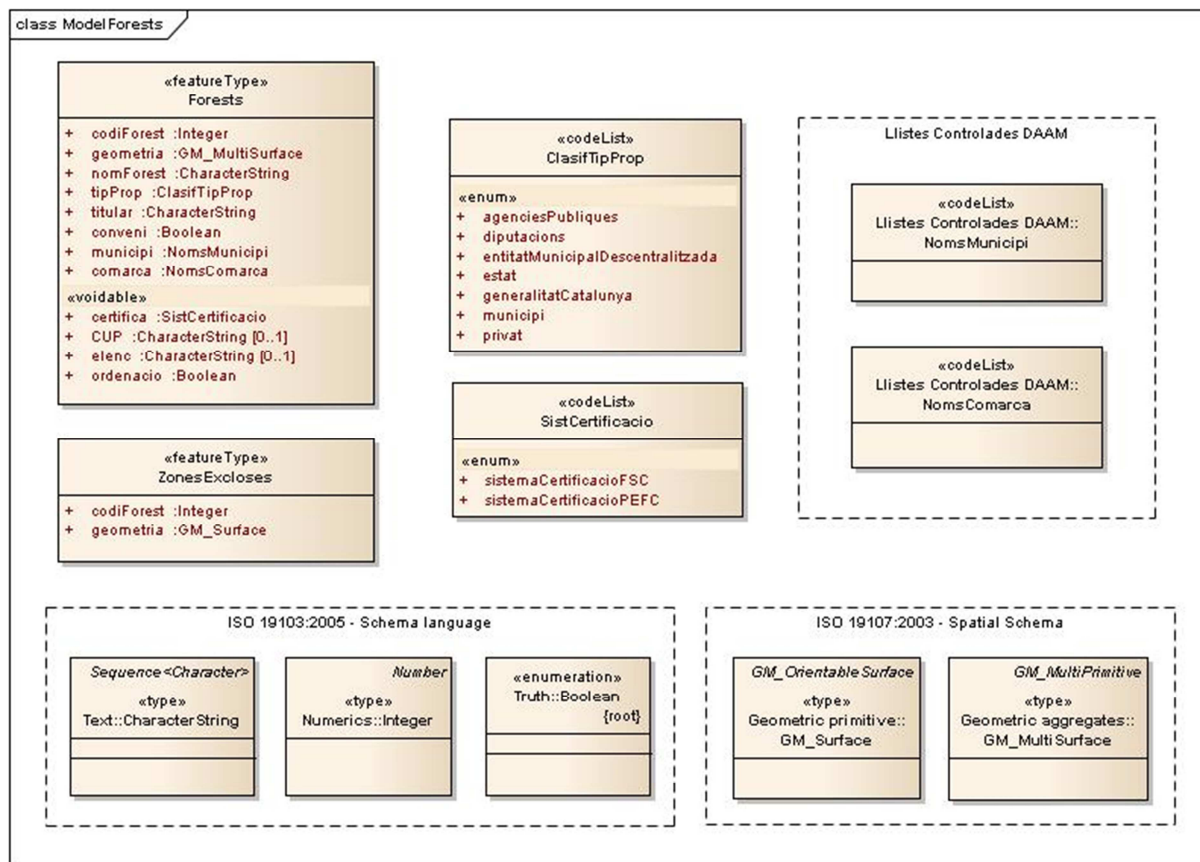 class ModelForests
«featureType»
Forests
+ codiForest :Integer
+ geometria :GM_MultiSurface
+ nomForest :CharacterString
+ tipProp :ClasifTipProp
+ titular :CharacterString
+ conveni :Boolean
+ municipi :NomsMunicipi
+ comarca :NomsComarca
«voidable»
+ certifica :SistCertificacio
+ CUP :CharacterString [0..1]
+ elenc :CharacterString [0..1]
+ ordenacio :Boolean
«featureType»
ZonesExcloses
+ codiForest :Integer
+ geometria :GM_Surface
«codeList»
ClasifTipProp
«enum»
+ agenciesPubliques
+ diputacions
+ entitatMunicipalDescentralitzada
+ estat
+ generalitatCatalunya
+ municipi
+ privat
«codeList»
SistCertificacio
«enum»
+ sistemaCertificacioFSC
+ sistemaCertificacioPEFC
Llistes Controlades DAAM
«codeList»
Llistes Controlades DAAM::
NomsMunicipi
«codeList»
Llistes Controlades DAAM::
NomsComarca
ISO 19103:2005 - Schema language
Sequence<Character>
«type»
Text::CharacterString
Number
«type»
Numerics::Integer
«enumeration»
Truth::Boolean
{root}
ISO 19107:2003 - Spatial Schema
GM_OrientableSurface
«type»
Geometric primitive::
GM_Surface
GM_MultiPrimitive
«type»
Geometric aggregates::
GM_MultiSurface